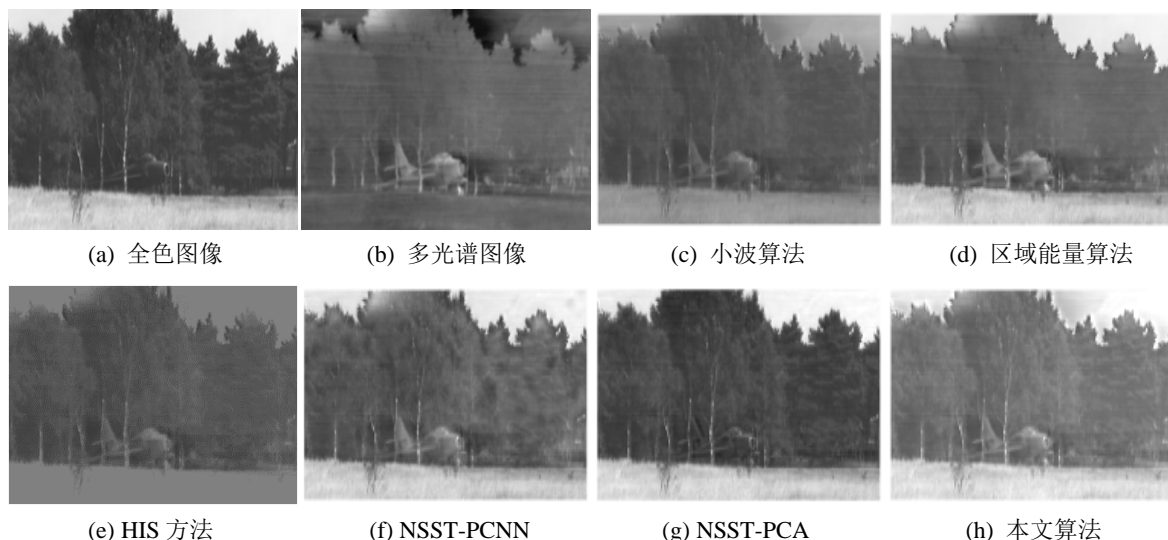 (a) 全色图像
(b) 多光谱图像
(c) 小波算法
(d) 区域能量算法
(e) HIS 方法
(f) NSST-PCNN
(g) NSST-PCA
(h) 本文算法